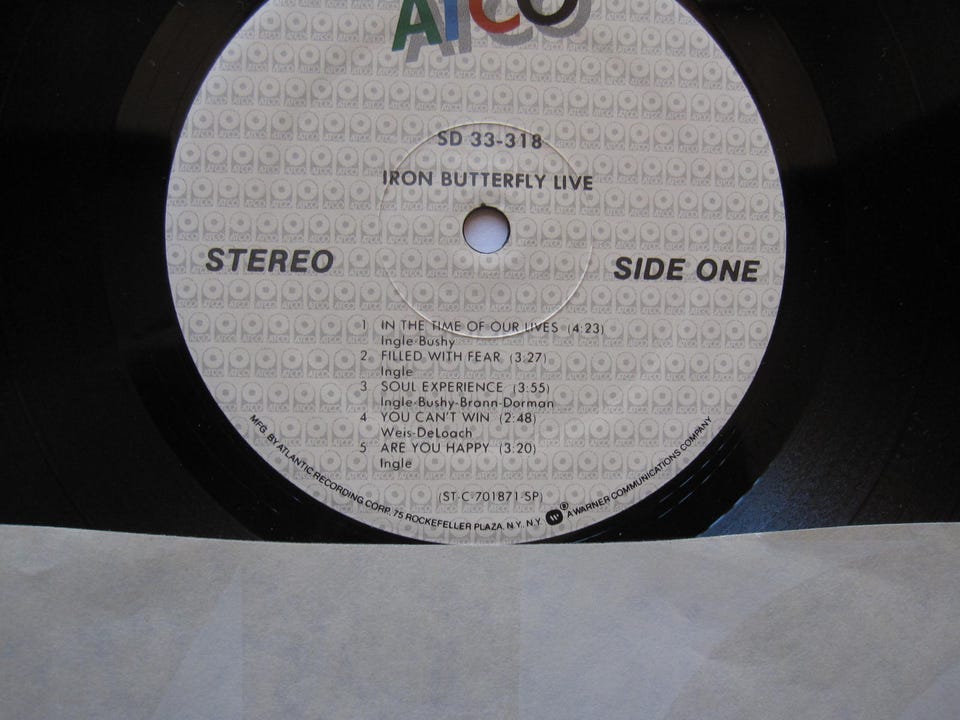 ATCO
SD 33-318
IRON BUTTERFLY LIVE
STEREO
SIDE ONE
1 IN THE TIME OF OUR LIVES (4:23)
Ingle-Bushy
2. FILLED WITH FEAR (3:27)
Ingle
3 SOUL EXPERIENCE (3:55)
Ingle-Bushy-Brann-Dorman
4 YOU CAN'T WIN (2:48)
Weis-DeLoach
5 ARE YOU HAPPY (3:20)
Ingle
(ST-C-701871-SP)
MFG. BY ATLANTIC RECORDING CORP. 75 ROCKEFELLER PLAZA, N.Y. N.Y. ® A WARNER COMMUNICATIONS COMPANY